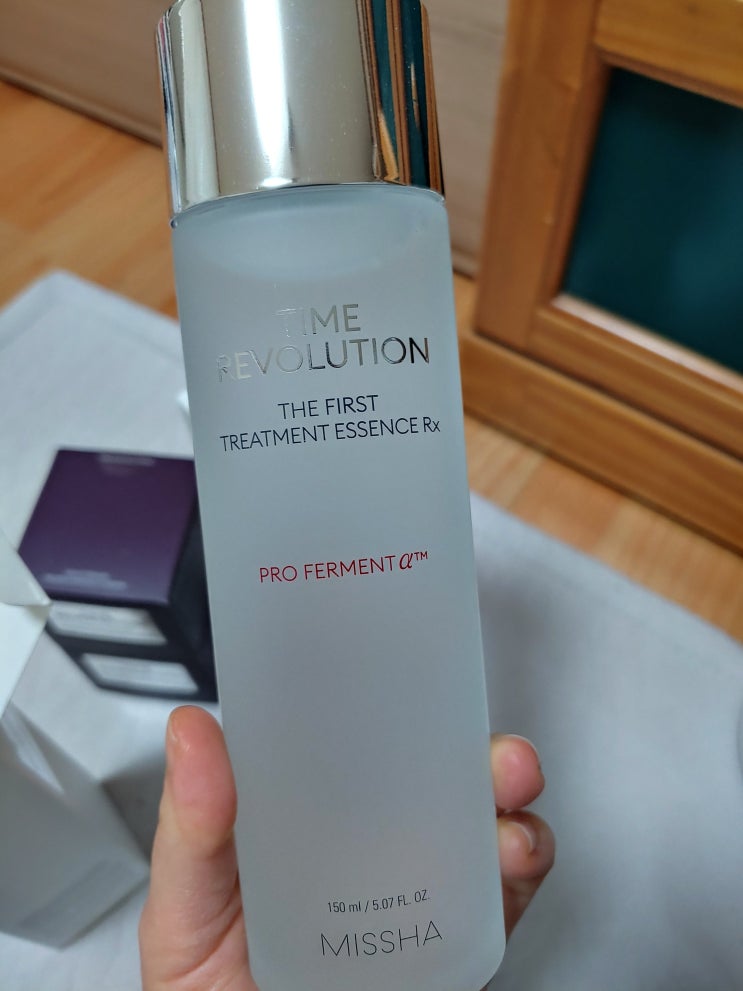 TIME
REVOLUTION
THE FIRST
TREATMENT ESSENCE Rx
PRO FERMENT α™
150 ml / 5.07 FL. OZ.
MISSHA